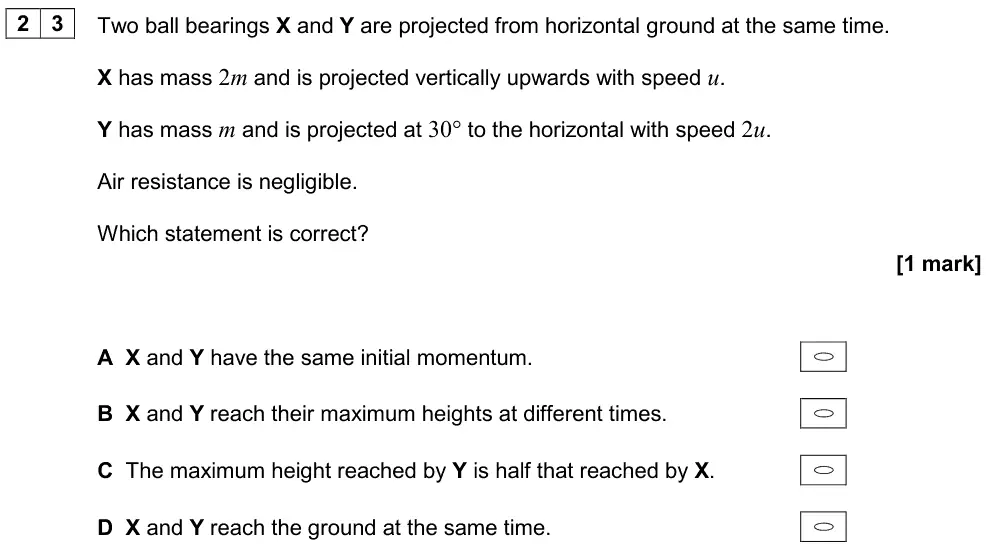 2 3 Two ball bearings X and Y are projected from horizontal ground at the same time.
X has mass 2m and is projected vertically upwards with speed u.
Y has mass m and is projected at 30° to the horizontal with speed 2u.
Air resistance is negligible.
Which statement is correct?
[1 mark]
A X and Y have the same initial momentum.
B X and Y reach their maximum heights at different times.
C The maximum height reached by Y is half that reached by X.
D X and Y reach the ground at the same time.